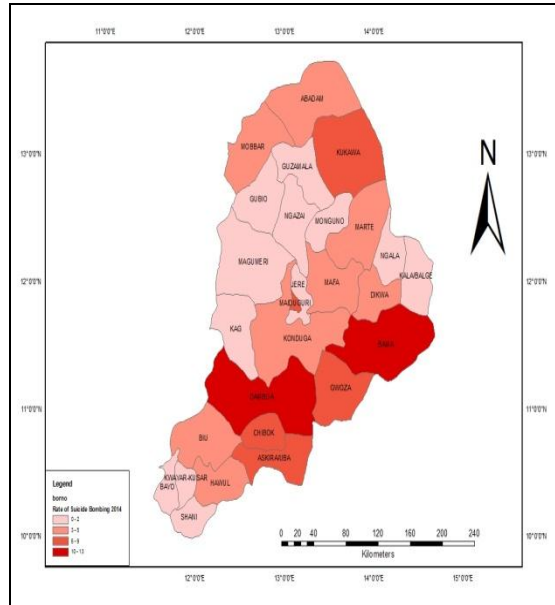 11°0'0"E 12°0'0"E 13°0'0"E 14°0'0"E
N
ABADAM
MOBBAR
KUKAWA
13°0'0"N 13°0'0"N
GUZAMALA
GUBIO
NGAZAI
MONGUNO
MARTE
MAGUMERI
NGALA
KALA/BALGE
12°0'0"N 12°0'0"N
JERE
MAFA
DIKWA
MAIDUGURI
KAG
KONDUGA
BAMA
DAMBOA
GWOZA
11°0'0"N 11°0'0"N
CHIBOK
BIU
ASKIRA/UBA
KWAYAR-KUSAR
BAYO
HAWUL
SHANI
10°0'0"N 10°0'0"N
Legend
borno
Rate of Suicide Bombing 2014
0 - 2
3 - 5
6 - 9
10 - 13
0 10 20 40 80 120 160 200 240
Kilometers
12°0'0"E 13°0'0"E 14°0'0"E 15°0'0"E